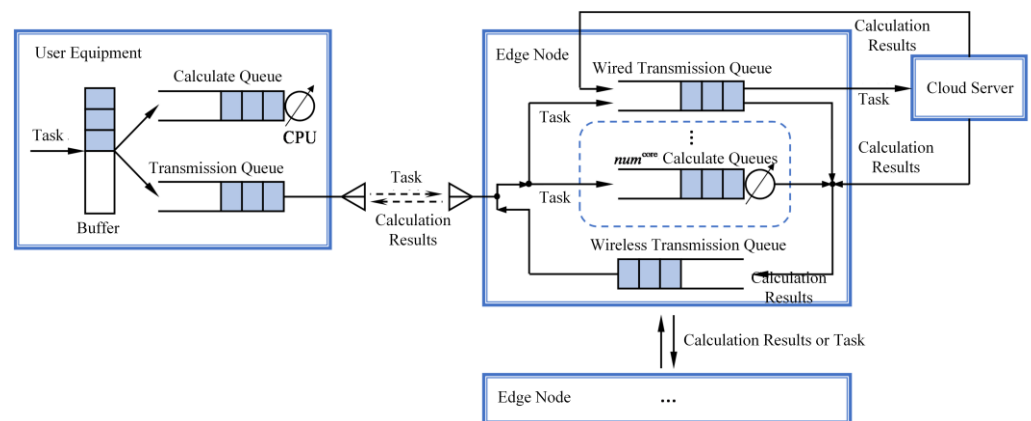 User Equipment
Calculate Queue
CPU
Task
Transmission Queue
Buffer
Task
Calculation
Results
Edge Node
Wired Transmission Queue
Task
...
num^core Calculate Queues
Task
Wireless Transmission Queue
Calculation
Results
Calculation
Results
Task
Cloud Server
Calculation
Results
Calculation Results or Task
Edge Node
...